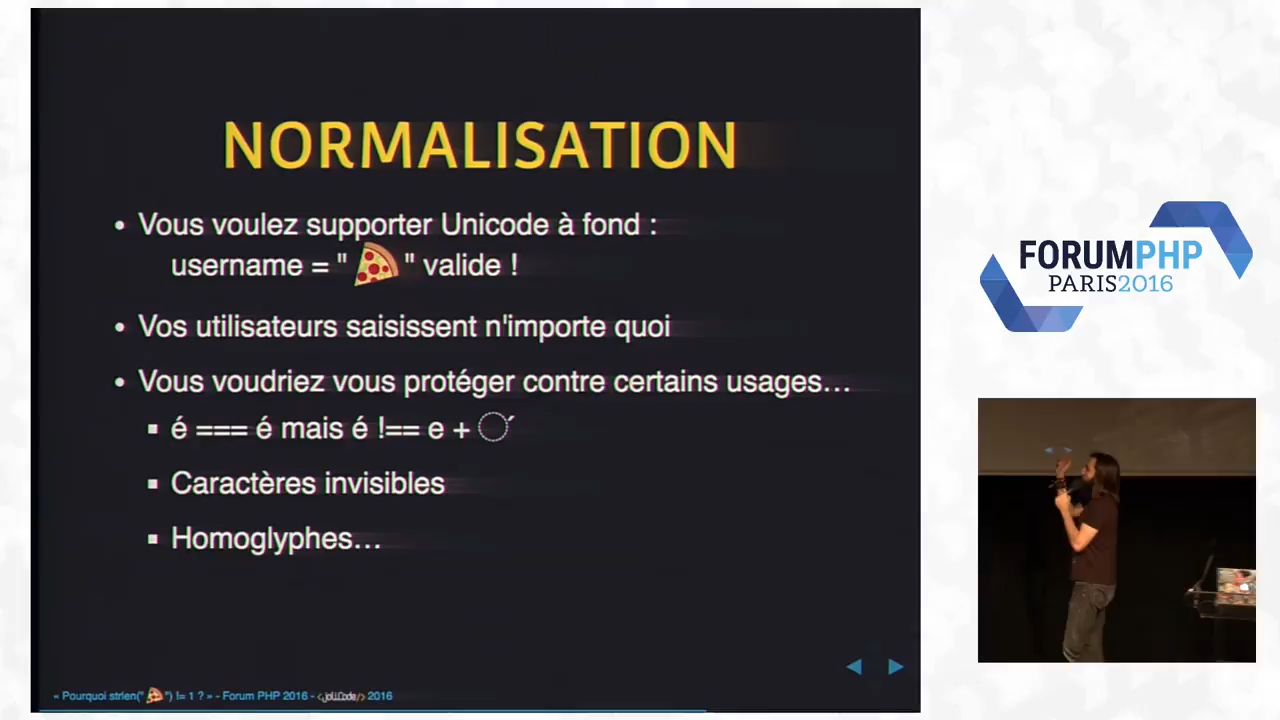 NORMALISATION
• Vous voulez supporter Unicode à fond :
username = "🍕" valide !
• Vos utilisateurs saisissent n'importe quoi
• Vous voudriez vous protéger contre certains usages…
▪ é === é mais é !== e + ◌́
▪ Caractères invisibles
▪ Homoglyphes…
« Pourquoi strlen("🍕") != 1 ? » - Forum PHP 2016 - </JoliCode/> 2016
FORUMPHP
PARIS2016